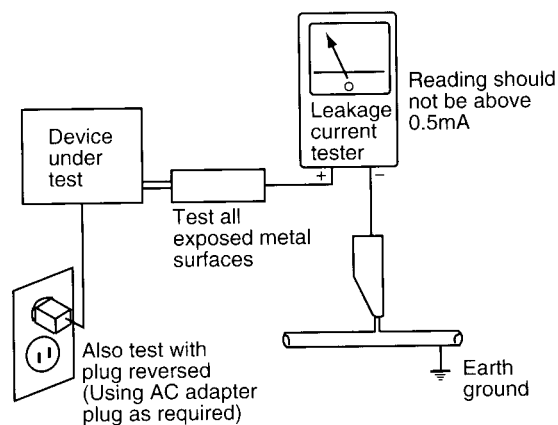 Device
under
test
Leakage
current
tester
+ −
Reading should
not be above
0.5mA
Test all
exposed metal
surfaces
Also test with
plug reversed
(Using AC adapter
plug as required)
Earth
ground